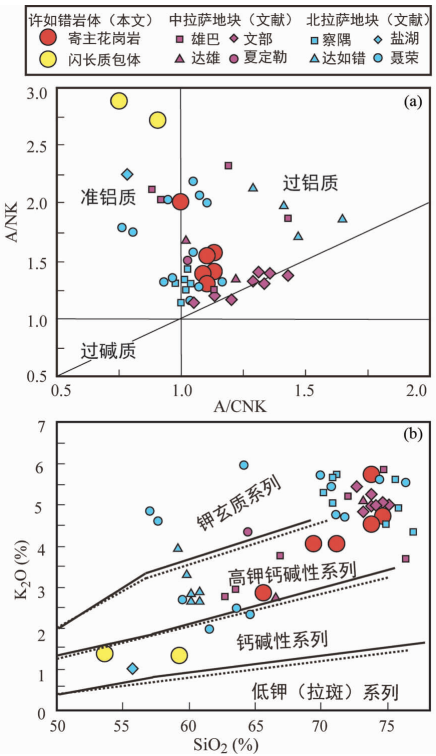 许如错岩体（本文） 中拉萨地块（文献） 北拉萨地块（文献）
寄主花岗岩 雄巴 文部 察隅 盐湖
闪长质包体 达雄 夏定勒 达如错 聂荣
3.0
(a)
2.5
准铝质 过铝质
2.0
A/NK
1.5
1.0
过碱质
0.5
0.5 1.0 1.5 2.0
A/CNK
7
(b)
6
5
钾玄质系列
4
K₂O (%)
3
高钾钙碱性系列
2
钙碱性系列
1
低钾（拉斑）系列
0
50 55 60 65 70 75
SiO₂ (%)